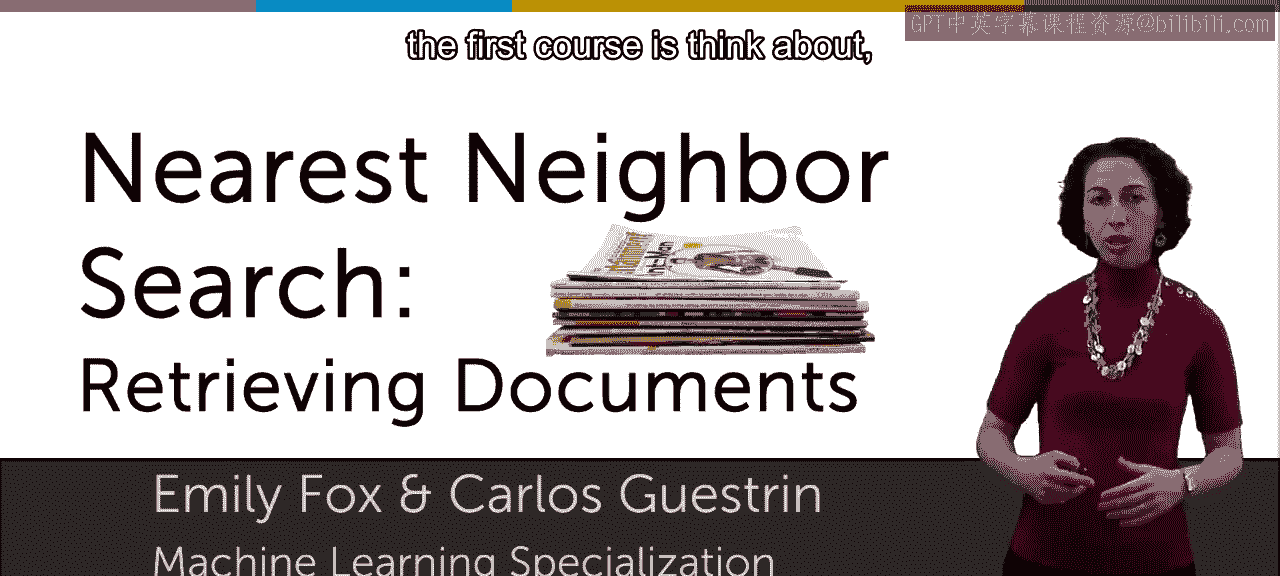 the first course is think about,
GPT中英字幕课程资源@bilibili.com
Nearest Neighbor
Search:
Retrieving Documents
Emily Fox & Carlos Guestrin
Machine Learning Specialization